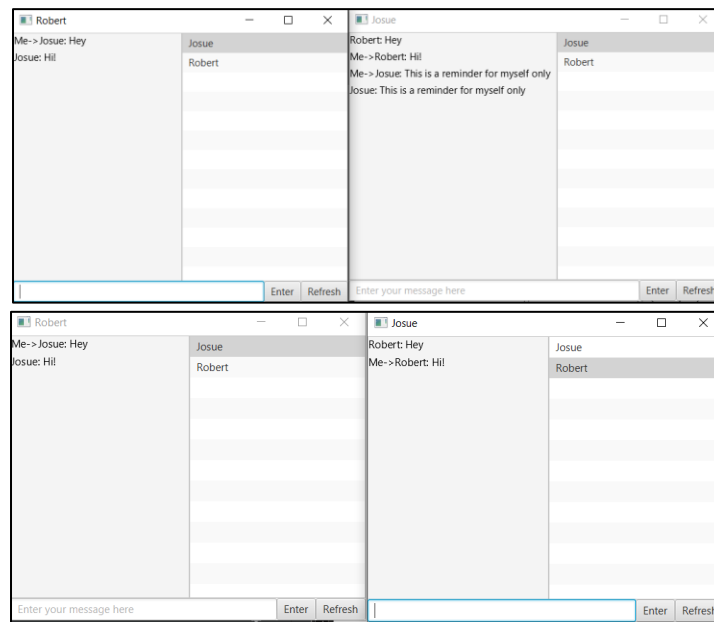 Robert
Me->Josue: Hey
Josue: Hi!
Josue
Robert
Enter
Refresh
Josue
Robert: Hey
Me->Robert: Hi!
Me->Josue: This is a reminder for myself only
Josue: This is a reminder for myself only
Josue
Robert
Enter your message here
Enter
Refresh
Robert
Me->Josue: Hey
Josue: Hi!
Josue
Robert
Enter your message here
Enter
Refresh
Josue
Robert: Hey
Me->Robert: Hi!
Josue
Robert
Enter
Refresh